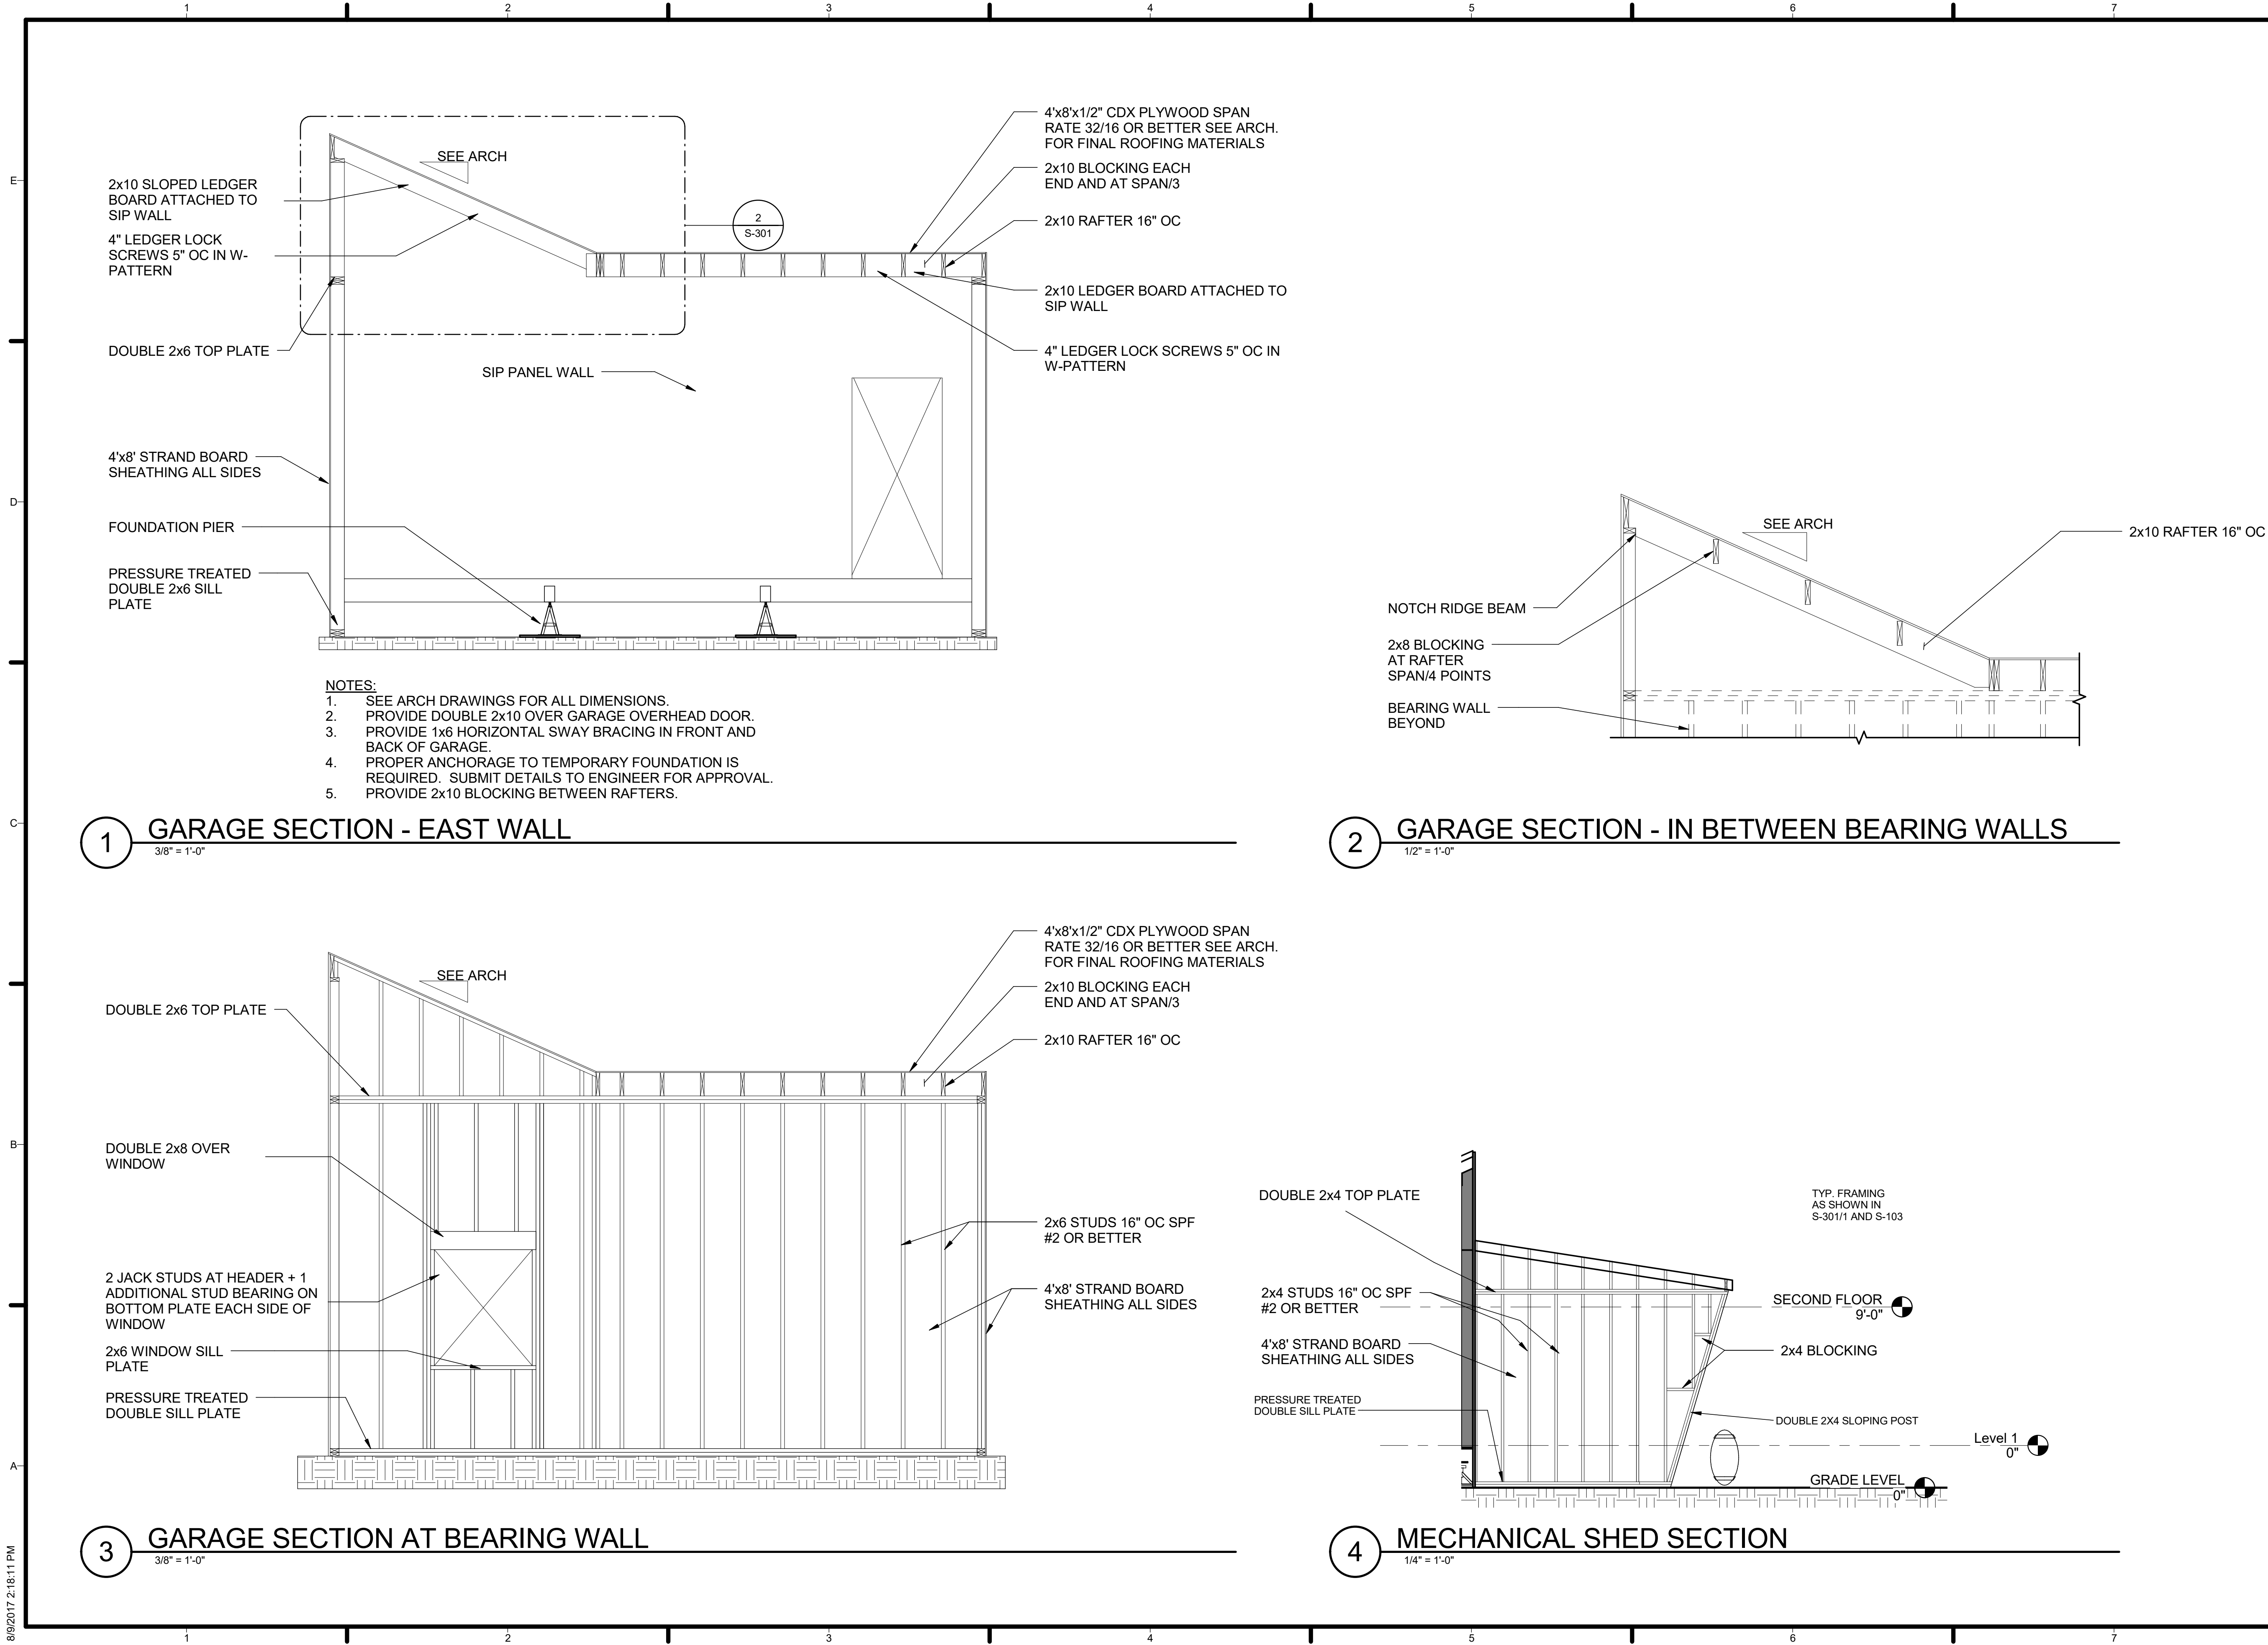 1 2 3 4 5 6 7
E
D
C
B
A
2x10 SLOPED LEDGER
BOARD ATTACHED TO
SIP WALL
4" LEDGER LOCK
SCREWS 5" OC IN W-
PATTERN
DOUBLE 2x6 TOP PLATE
4'x8' STRAND BOARD
SHEATHING ALL SIDES
FOUNDATION PIER
PRESSURE TREATED
DOUBLE 2x6 SILL
PLATE
SEE ARCH
2
S-301
SIP PANEL WALL
4'x8'x1/2" CDX PLYWOOD SPAN
RATE 32/16 OR BETTER SEE ARCH.
FOR FINAL ROOFING MATERIALS
2x10 BLOCKING EACH
END AND AT SPAN/3
2x10 RAFTER 16" OC
2x10 LEDGER BOARD ATTACHED TO
SIP WALL
4" LEDGER LOCK SCREWS 5" OC IN
W-PATTERN
NOTES:
1. SEE ARCH DRAWINGS FOR ALL DIMENSIONS.
2. PROVIDE DOUBLE 2x10 OVER GARAGE OVERHEAD DOOR.
3. PROVIDE 1x6 HORIZONTAL SWAY BRACING IN FRONT AND
BACK OF GARAGE.
4. PROPER ANCHORAGE TO TEMPORARY FOUNDATION IS
REQUIRED. SUBMIT DETAILS TO ENGINEER FOR APPROVAL.
5. PROVIDE 2x10 BLOCKING BETWEEN RAFTERS.
1 GARAGE SECTION - EAST WALL
3/8" = 1'-0"
SEE ARCH
2x10 RAFTER 16" OC
NOTCH RIDGE BEAM
2x8 BLOCKING
AT RAFTER
SPAN/4 POINTS
BEARING WALL
BEYOND
2 GARAGE SECTION - IN BETWEEN BEARING WALLS
1/2" = 1'-0"
SEE ARCH
DOUBLE 2x6 TOP PLATE
DOUBLE 2x8 OVER
WINDOW
2 JACK STUDS AT HEADER + 1
ADDITIONAL STUD BEARING ON
BOTTOM PLATE EACH SIDE OF
WINDOW
2x6 WINDOW SILL
PLATE
PRESSURE TREATED
DOUBLE SILL PLATE
4'x8'x1/2" CDX PLYWOOD SPAN
RATE 32/16 OR BETTER SEE ARCH.
FOR FINAL ROOFING MATERIALS
2x10 BLOCKING EACH
END AND AT SPAN/3
2x10 RAFTER 16" OC
2x6 STUDS 16" OC SPF
#2 OR BETTER
4'x8' STRAND BOARD
SHEATHING ALL SIDES
3 GARAGE SECTION AT BEARING WALL
3/8" = 1'-0"
DOUBLE 2x4 TOP PLATE
2x4 STUDS 16" OC SPF
#2 OR BETTER
4'x8' STRAND BOARD
SHEATHING ALL SIDES
PRESSURE TREATED
DOUBLE SILL PLATE
TYP. FRAMING
AS SHOWN IN
S-301/1 AND S-103
SECOND FLOOR
9'-0"
2x4 BLOCKING
DOUBLE 2X4 SLOPING POST
Level 1
0"
GRADE LEVEL
0"
4 MECHANICAL SHED SECTION
1/4" = 1'-0"
8/9/2017 2:18:11 PM
1 2 3 4 5 6 7